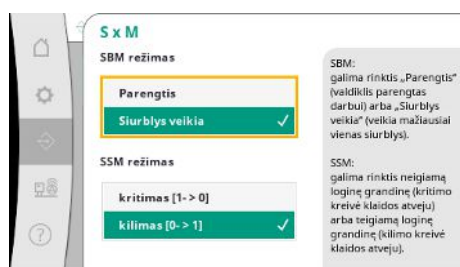 S x M
SBM režimas
Parengtis
Siurblys veikia
SSM režimas
kritimas [1-> 0]
kilimas [0-> 1]
SBM:
galima rinktis „Parengtis"
(valdiklis parengtas
darbui) arba „Siurblys
veikia" (veikia mažiausiai
vienas siurblys).
SSM:
galima rinktis neigiamą
loginę grandinę (kritimo
kreivė klaidos atveju)
arba teigiamą loginę
grandinę (kilimo kreivė
klaidos atveju).